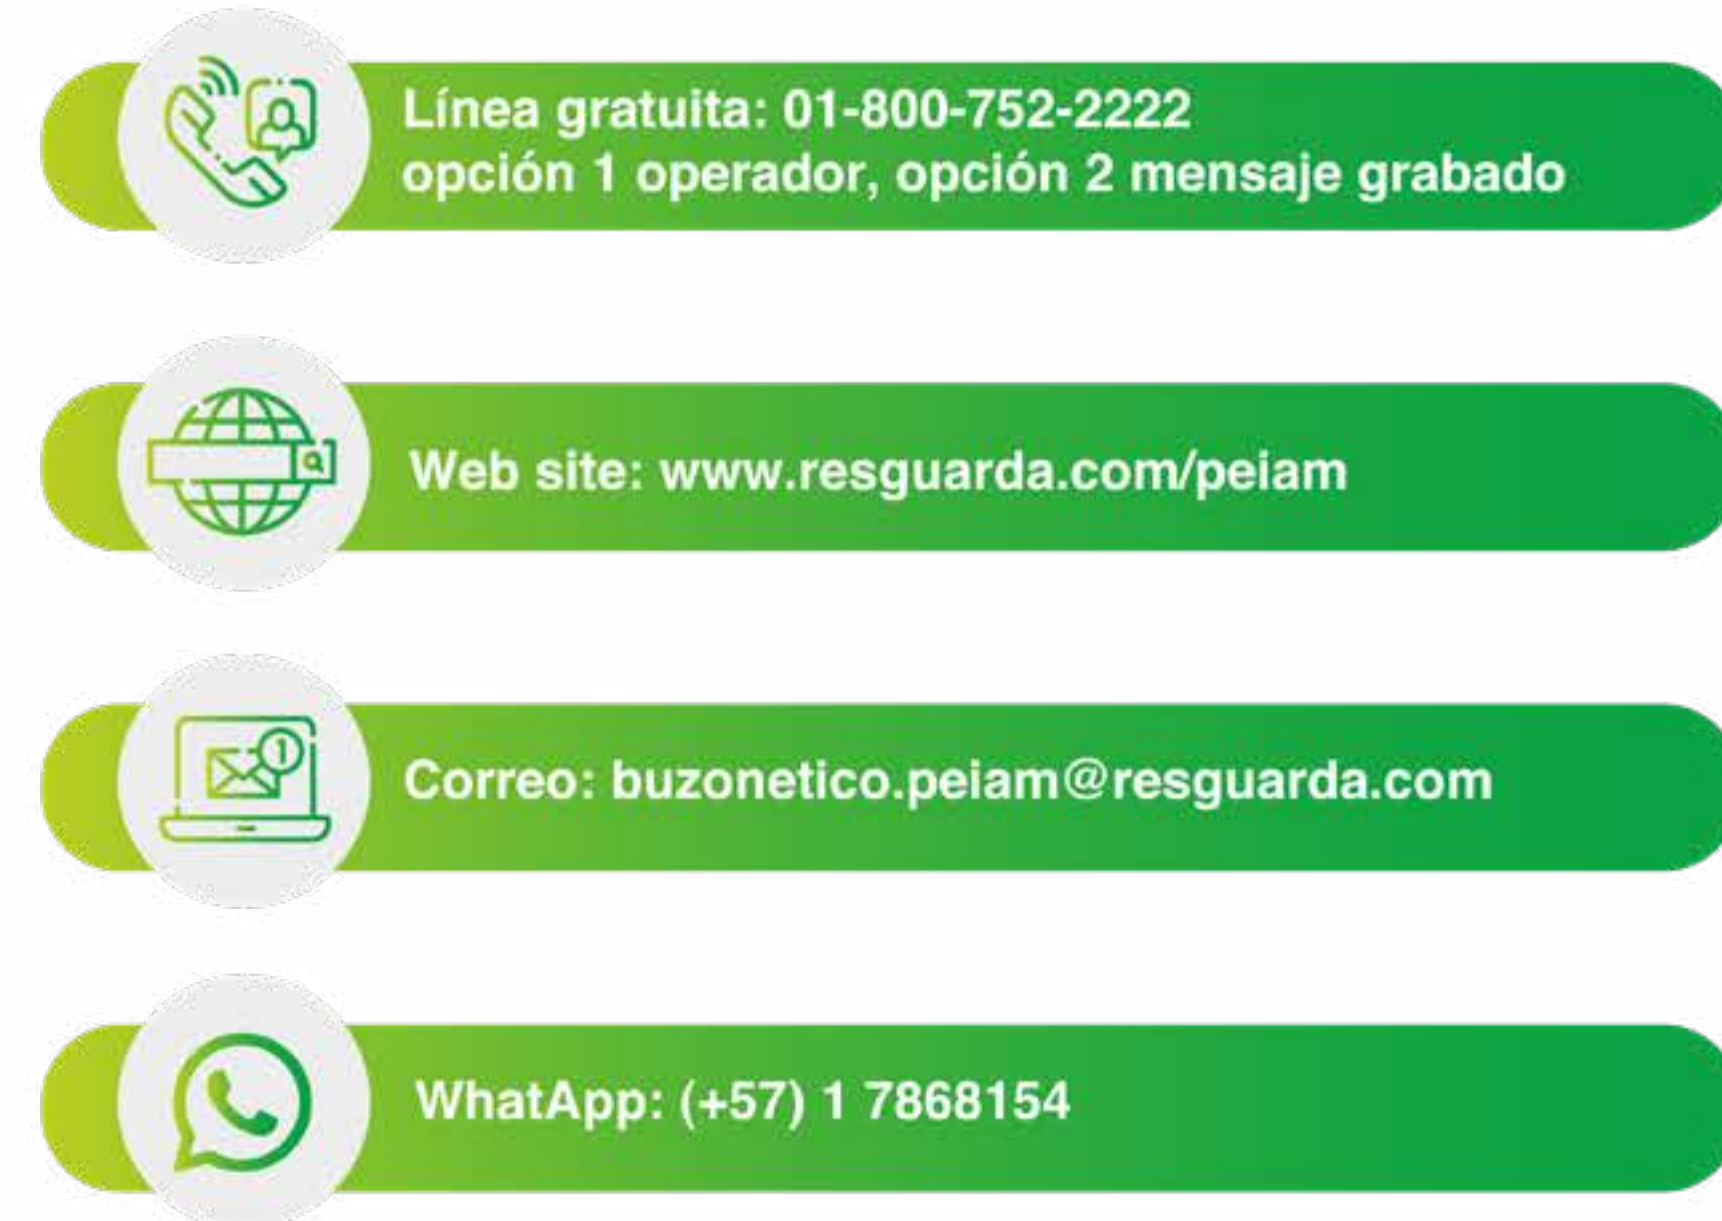 Línea gratuita: 01-800-752-2222
opción 1 operador, opción 2 mensaje grabado
Web site: www.resguarda.com/peiam
1
Correo: buzonetico.peiam@resguarda.com
WhatApp: (+57) 1 7868154